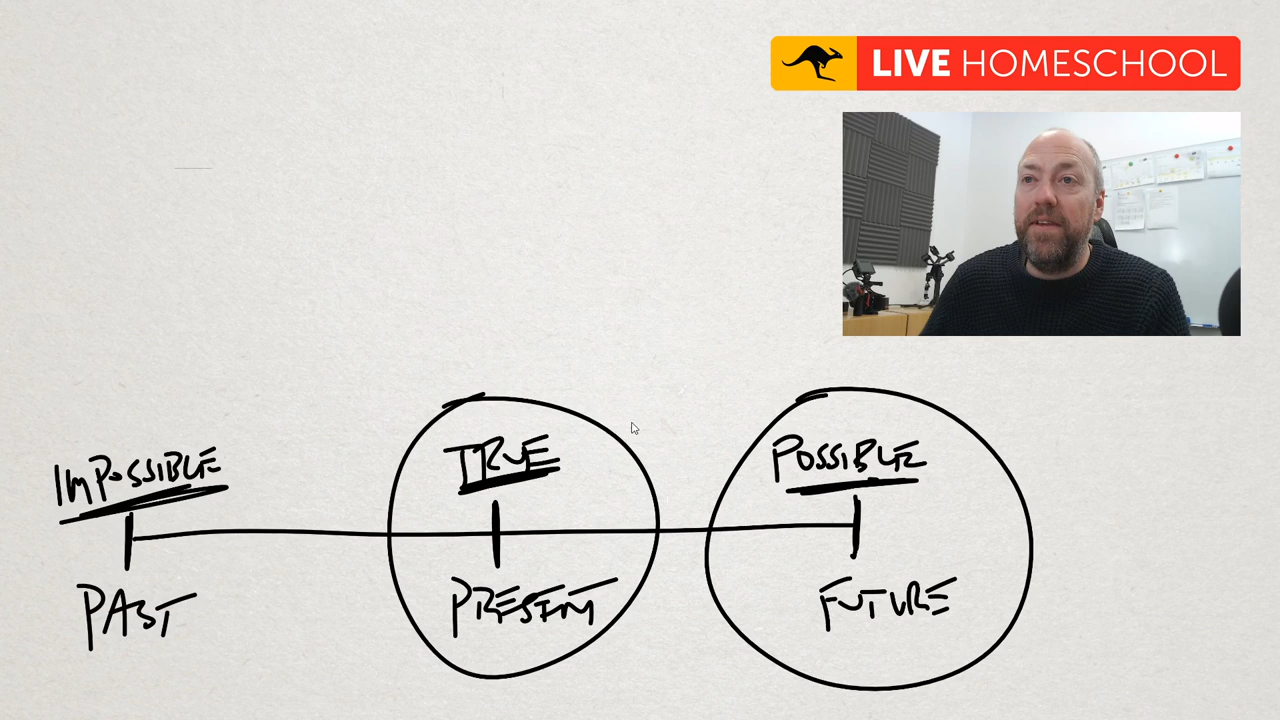 LIVE HOMESCHOOL
IMPOSSIBLE
TRUE
POSSIBLE
PAST
PRESENT
FUTURE